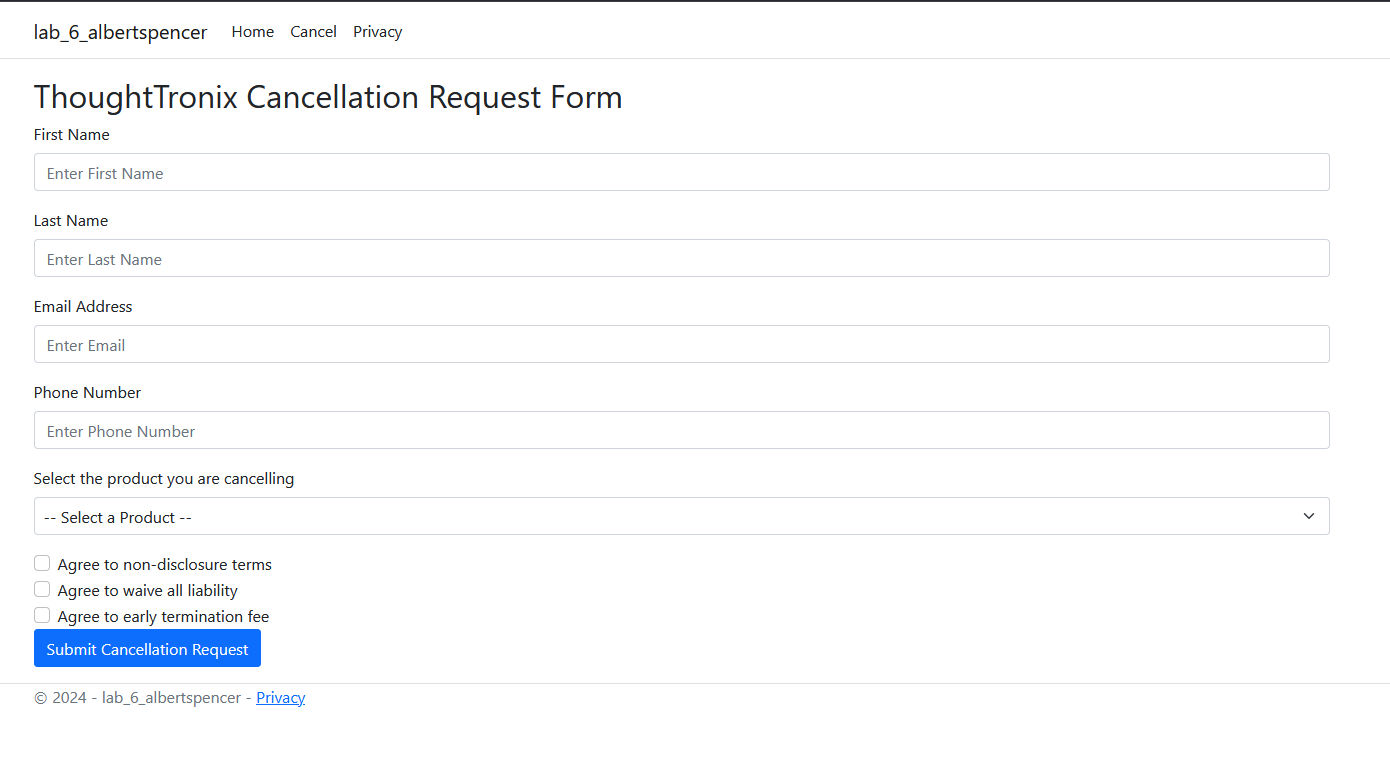 lab_6_albertspencer Home Cancel Privacy
ThoughtTronix Cancellation Request Form
First Name
Enter First Name
Last Name
Enter Last Name
Email Address
Enter Email
Phone Number
Enter Phone Number
Select the product you are cancelling
-- Select a Product --
Agree to non-disclosure terms
Agree to waive all liability
Agree to early termination fee
Submit Cancellation Request
© 2024 - lab_6_albertspencer - Privacy